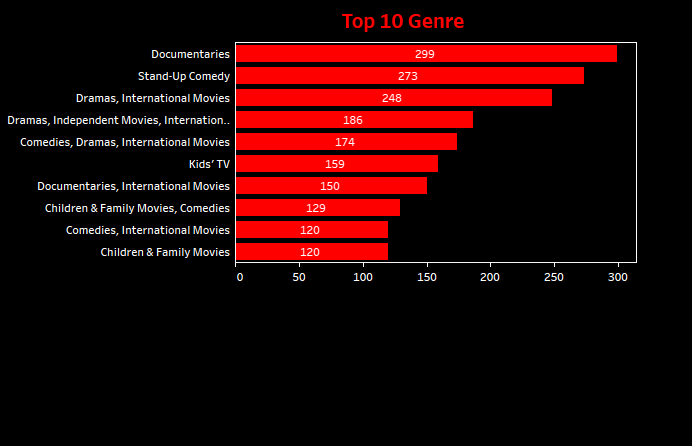 Top 10 Genre
Documentaries 299
Stand-Up Comedy 273
Dramas, International Movies 248
Dramas, Independent Movies, Internation.. 186
Comedies, Dramas, International Movies 174
Kids’ TV 159
Documentaries, International Movies 150
Children & Family Movies, Comedies 129
Comedies, International Movies 120
Children & Family Movies 120
0 50 100 150 200 250 300